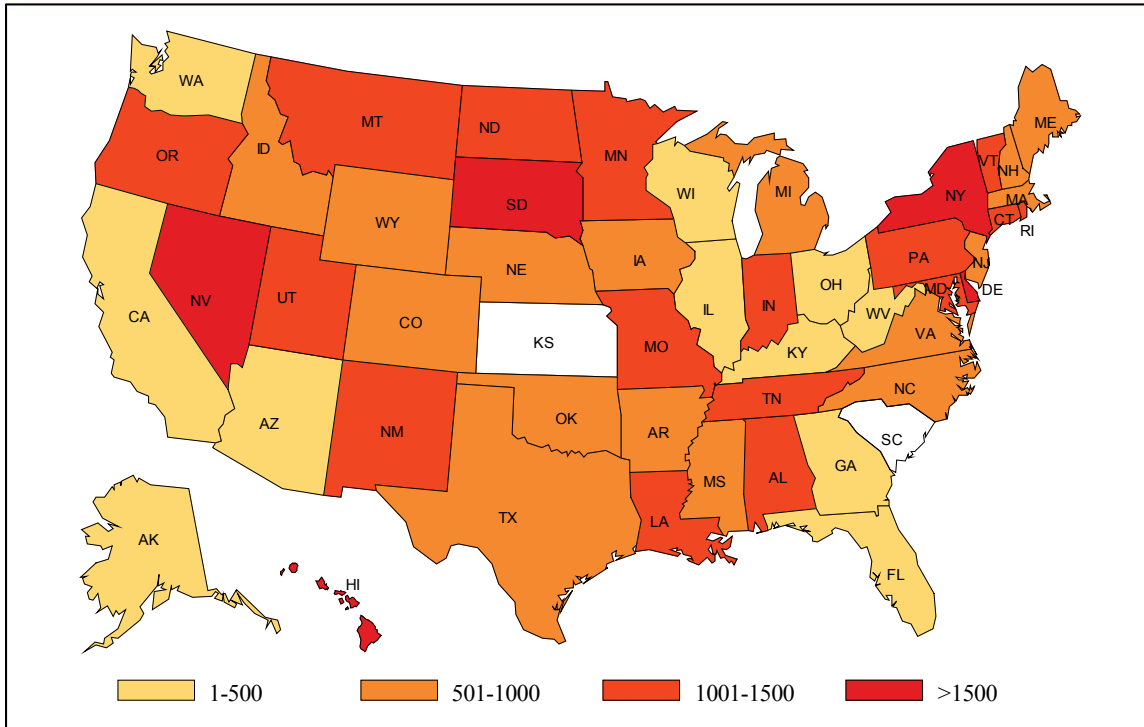 WA
MT
ND
MN
ME
OR
ID
VT
NH
WI
MI
NY
MA
SD
WY
CT
RI
IA
PA
NE
NJ
OH
DE
MD
NV
UT
IL
IN
CA
CO
WV
VA
KS
MO
KY
NC
TN
OK
AZ
NM
AR
SC
GA
MS
AL
TX
LA
AK
FL
HI
1-500 501-1000 1001-1500 >1500